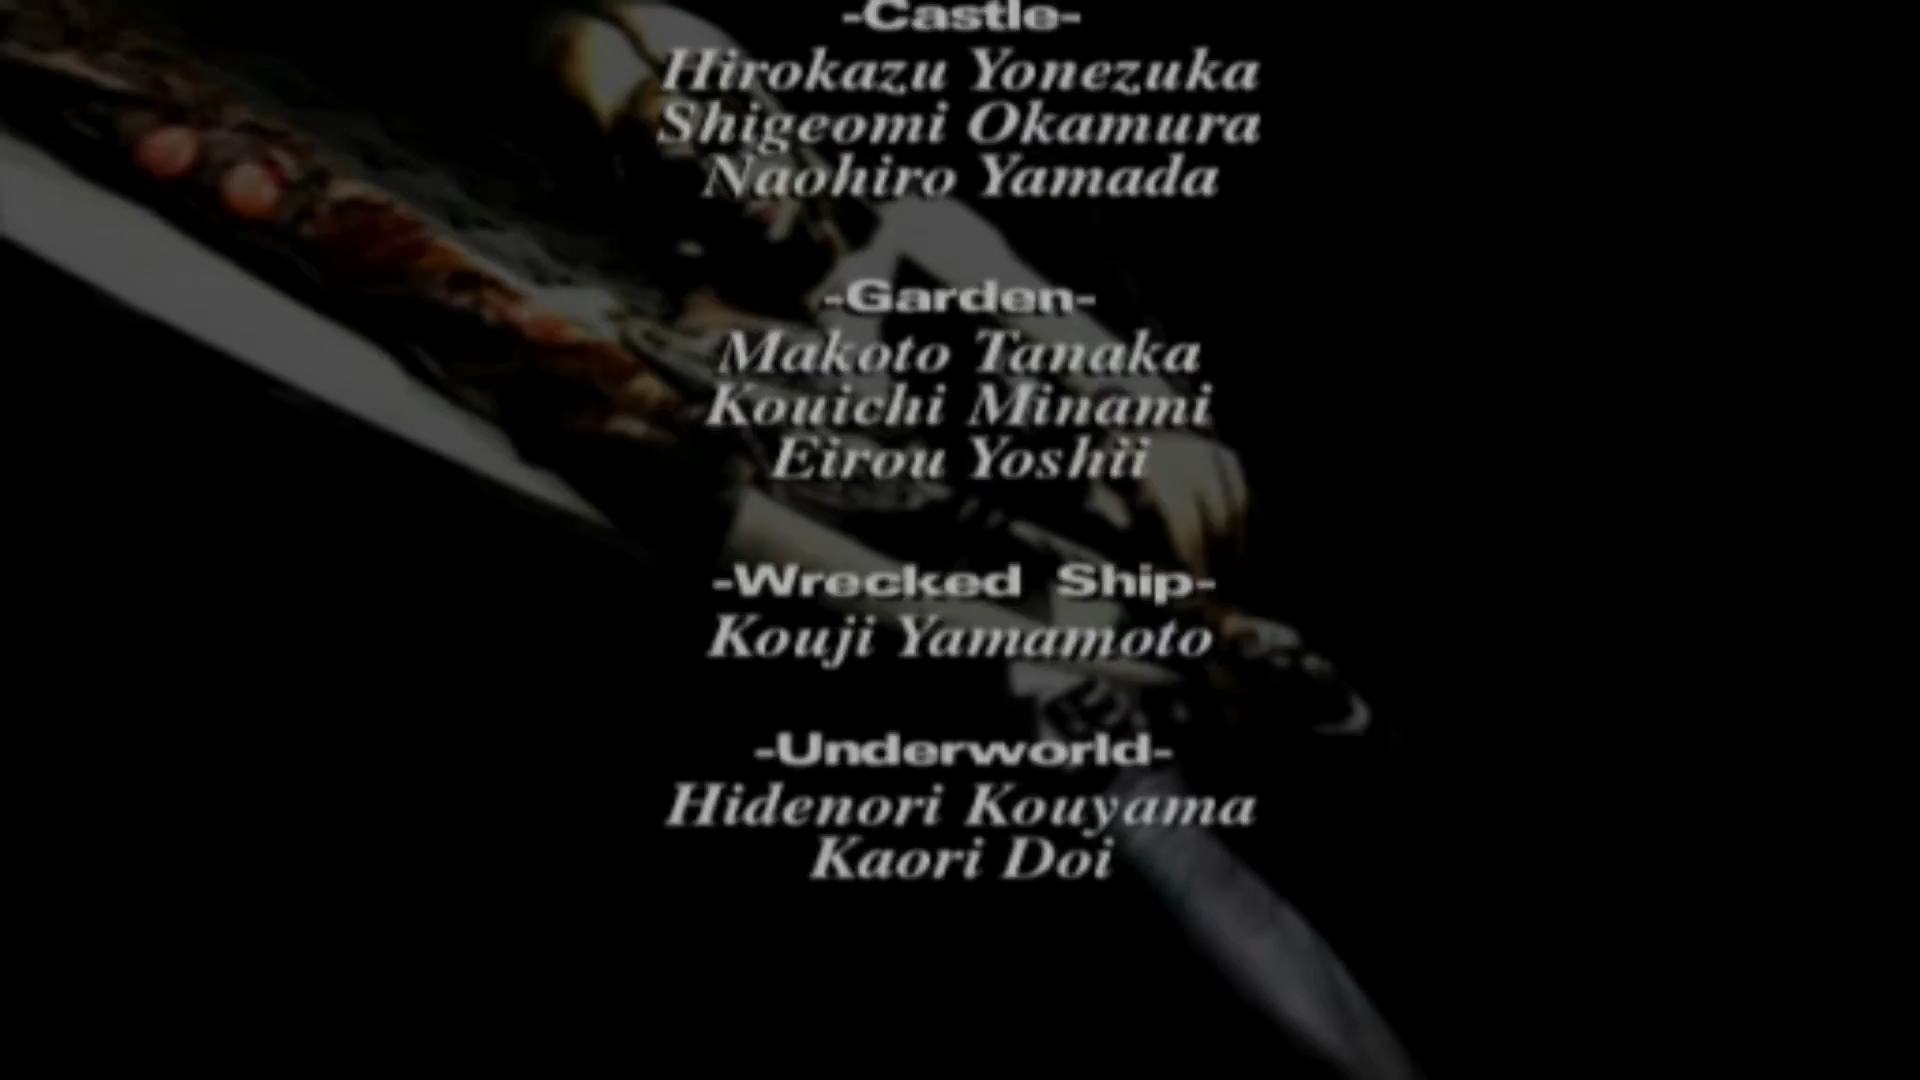 -Castle-
Hirokazu Yonezuka
Shigeomi Okamura
Naohiro Yamada
-Garden-
Makoto Tanaka
Kouichi Minami
Eirou Yoshii
-Wrecked Ship-
Kouji Yamamoto
-Underworld-
Hidenori Kouyama
Kaori Doi